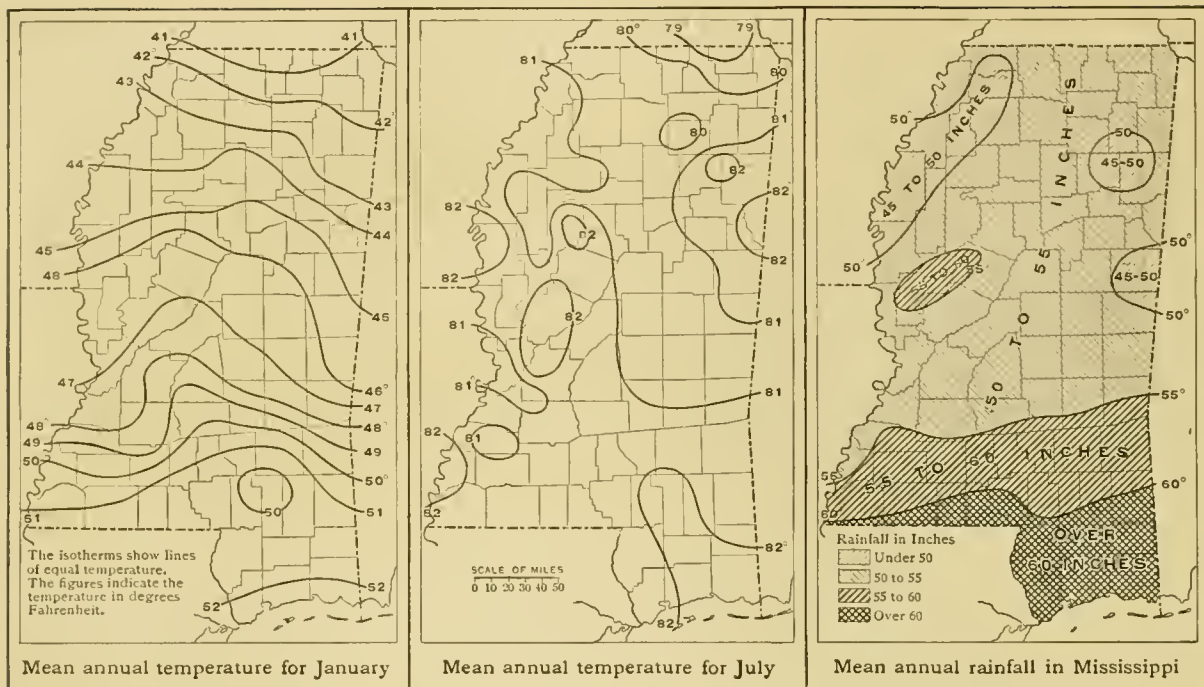 41
41
42°
42°
43
43
44
44
45
45
48
46°
47
47
48°
48°
49
49
50°
50°
51
51
50
52
52
The isotherms show lines
of equal temperature.
The figures indicate the
temperature in degrees
Fahrenheit.
Mean annual temperature for January
80°
79
79
80
81
81
80
82
82
82°
82
82
82
82
81
81
81°
81
82
81
82
82°
82
SCALE OF MILES
0 10 20 30 40 50
Mean annual temperature for July
50°
45 TO 50 INCHES
50
45-50
50°
50°
45-50
50°
55 TO 60
55
50 TO 55 INCHES
55°
55 TO 60 INCHES
60°
60
OVER
60 INCHES
Rainfall in Inches
Under 50
50 to 55
55 to 60
Over 60
Mean annual rainfall in Mississippi